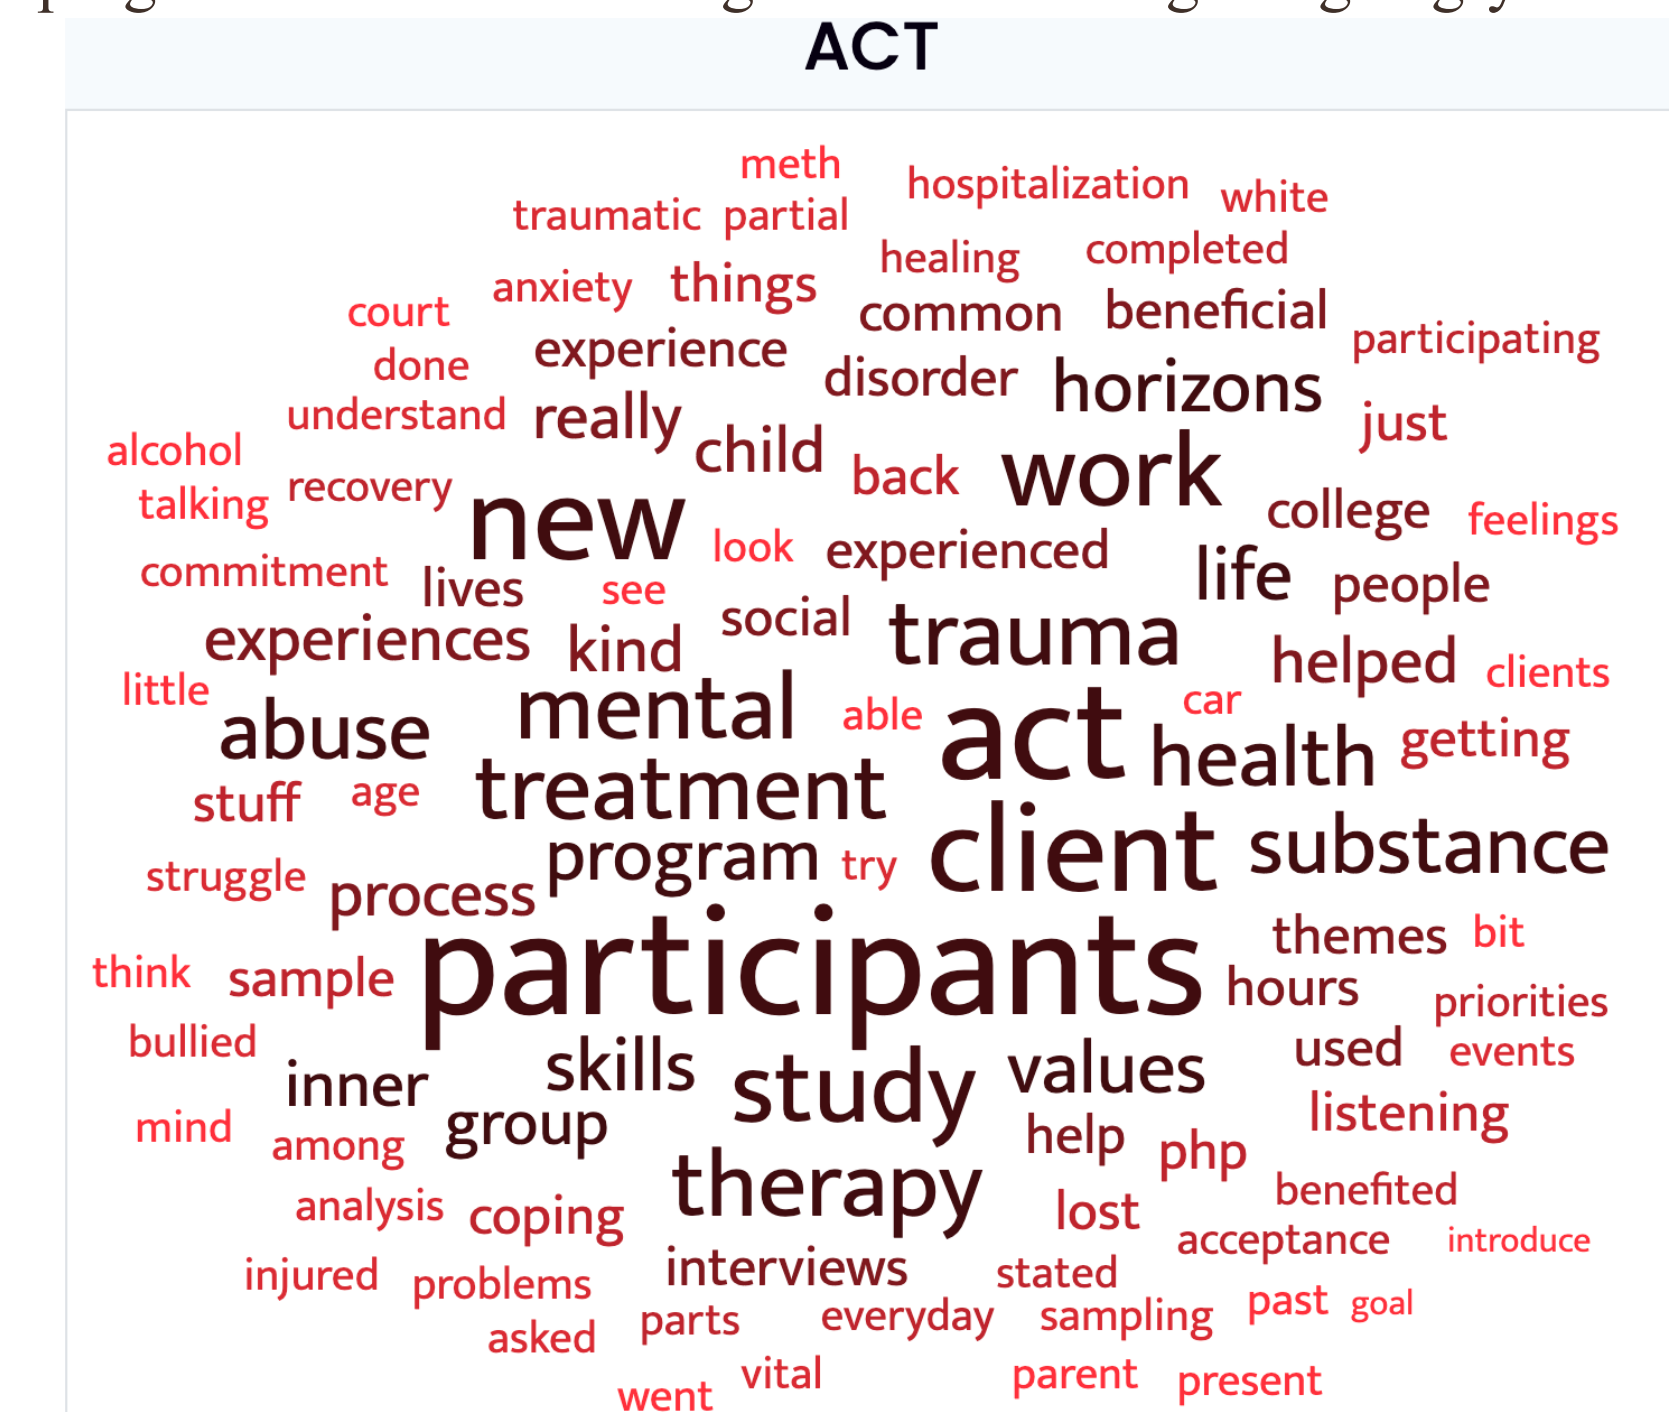 ACT
meth
hospitalization white
traumatic partial
healing completed
anxiety things
court common beneficial
experience participating
done disorder horizons
understand really just
alcohol child back work
talking recovery new college feelings
look experienced
commitment lives see life people
experiences kind social trauma helped clients
little abuse mental able act car health getting
stuff age treatment
struggle process program try client substance
think sample participants themes bit
hours priorities
bullied inner skills study values used events
mind among group help php listening
analysis coping therapy lost benefited
acceptance introduce
injured problems interviews stated
asked parts everyday sampling past goal
went vital parent present